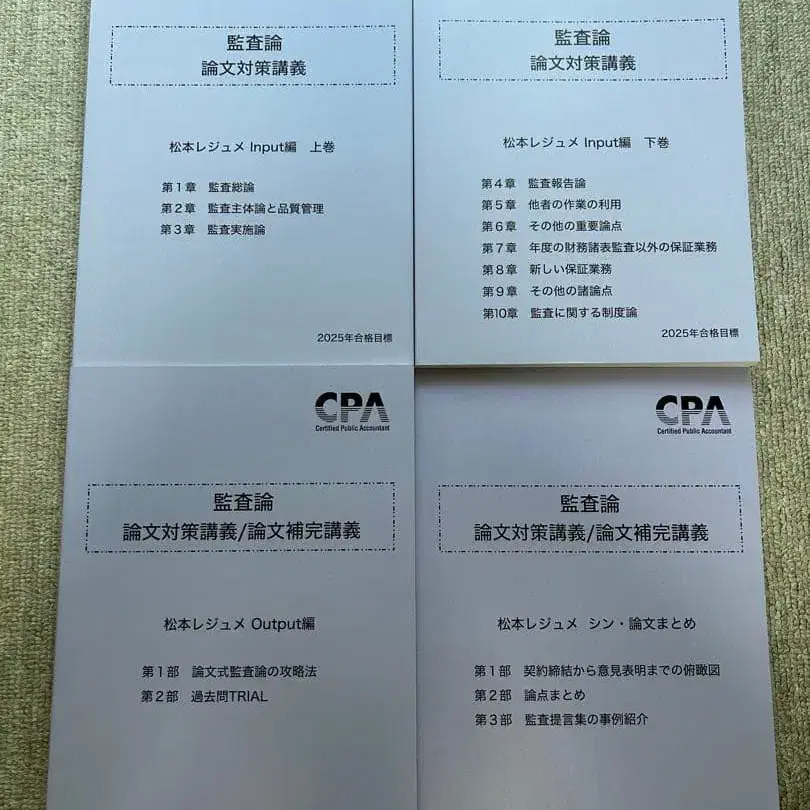 監査論
論文対策講義
松本レジュメ Input編　上巻
第1章　監査総論
第2章　監査主体論と品質管理
第3章　監査実施論
2025年合格目標
監査論
論文対策講義
松本レジュメ Input編　下巻
第4章　監査報告論
第5章　他者の作業の利用
第6章　その他の重要論点
第7章　年度の財務諸表監査以外の保証業務
第8章　新しい保証業務
第9章　その他の諸論点
第10章　監査に関する制度論
2025年合格目標
CPA
Certified Public Accountant
監査論
論文対策講義/論文補完講義
松本レジュメ Output編
第1部　論文式監査論の攻略法
第2部　過去問TRIAL
CPA
Certified Public Accountant
監査論
論文対策講義/論文補完講義
松本レジュメ シン・論文まとめ
第1部　契約締結から意見表明までの俯瞰図
第2部　論点まとめ
第3部　監査提言集の事例紹介